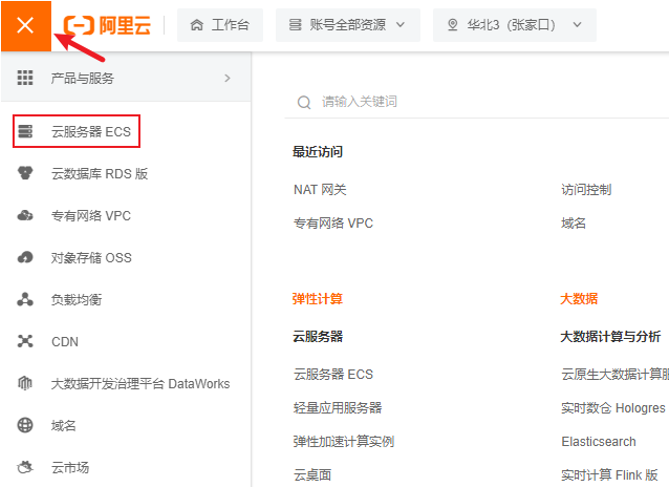 阿里云 工作台 账号全部资源 华北3（张家口）
产品与服务
请输入关键词
云服务器 ECS
最近访问
云数据库 RDS 版
NAT 网关 访问控制
专有网络 VPC
专有网络 VPC 域名
对象存储 OSS
负载均衡
弹性计算 大数据
CDN
云服务器 大数据计算与分析
大数据开发治理平台 DataWorks
云服务器 ECS 云原生大数据计算
轻量应用服务器 实时数仓 Hologres
域名
弹性加速计算实例 Elasticsearch
云市场
云桌面 实时计算 Flink 版